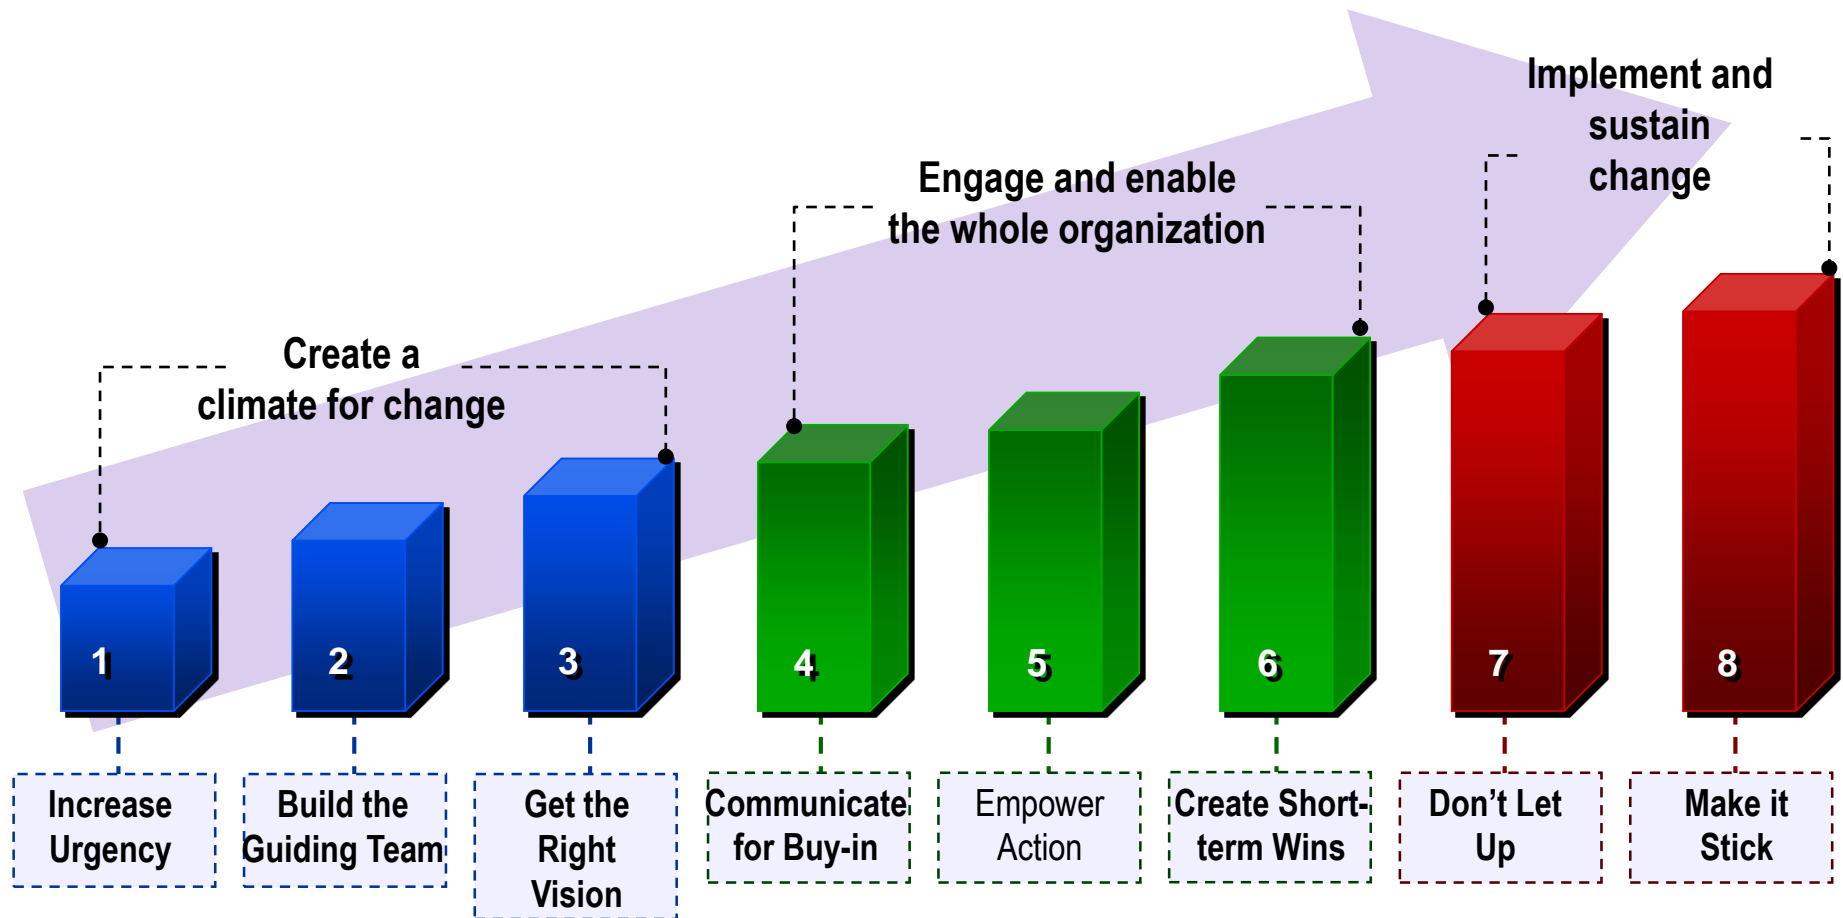 Implement and
sustain
change
Engage and enable
the whole organization
Create a
climate for change
1
2
3
4
5
6
7
8
Increase
Urgency
Build the
Guiding Team
Get the
Right
Vision
Communicate
for Buy-in
Empower
Action
Create Short-
term Wins
Don’t Let
Up
Make it
Stick